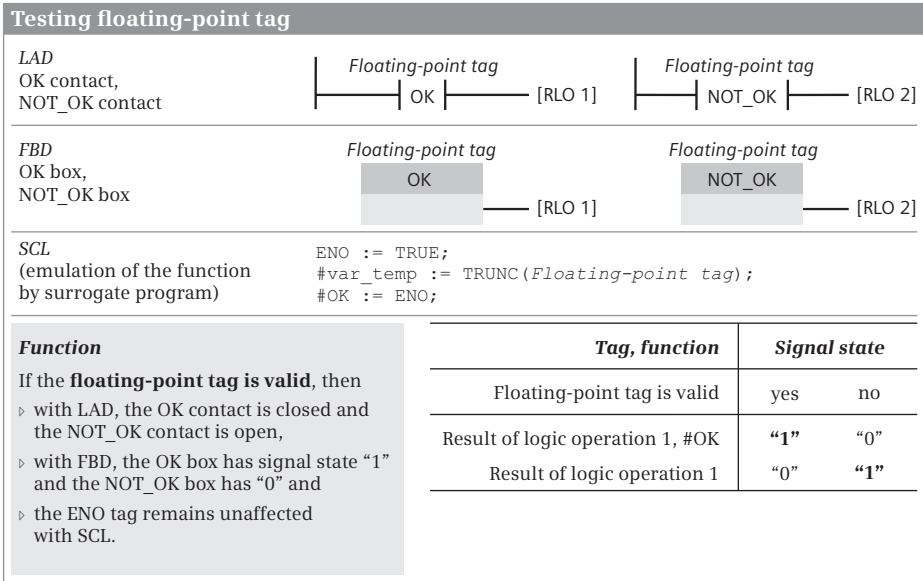 Testing floating-point tag
LAD
OK contact,
NOT_OK contact
Floating-point tag
OK
[RLO 1]
Floating-point tag
NOT_OK
[RLO 2]
FBD
OK box,
NOT_OK box
Floating-point tag
OK
[RLO 1]
Floating-point tag
NOT_OK
[RLO 2]
SCL
(emulation of the function
by surrogate program)
ENO := TRUE;
#var_temp := TRUNC(Floating-point tag);
#OK := ENO;
Function
If the floating-point tag is valid, then
▹ with LAD, the OK contact is closed and
the NOT_OK contact is open,
▹ with FBD, the OK box has signal state “1”
and the NOT_OK box has “0” and
▹ the ENO tag remains unaffected
with SCL.
Tag, function Signal state
Floating-point tag is valid yes no
Result of logic operation 1, #OK “1” “0”
Result of logic operation 1 “0” “1”